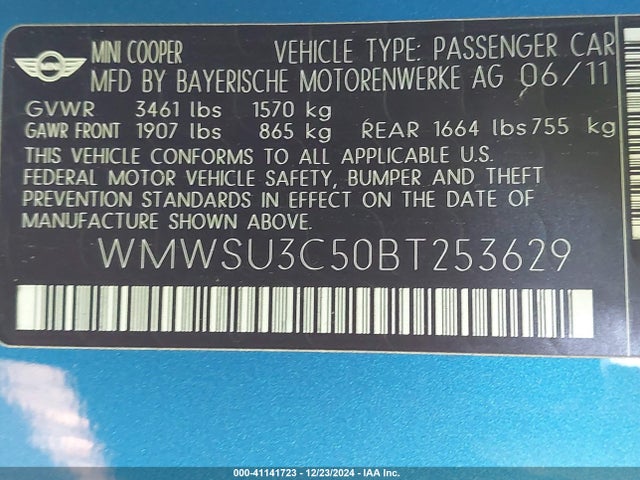 MINI COOPER VEHICLE TYPE: PASSENGER CAR
MFD BY BAYERISCHE MOTORENWERKE AG 06/11
GVWR 3461 lbs 1570 kg
GAWR FRONT 1907 lbs 865 kg REAR 1664 lbs 755 kg
THIS VEHICLE CONFORMS TO ALL APPLICABLE U.S.
FEDERAL MOTOR VEHICLE SAFETY, BUMPER AND THEFT
PREVENTION STANDARDS IN EFFECT ON THE DATE OF
MANUFACTURE SHOWN ABOVE.
WMWSU3C50BT253629
000-41141723 - 12/23/2024 - IAA Inc.